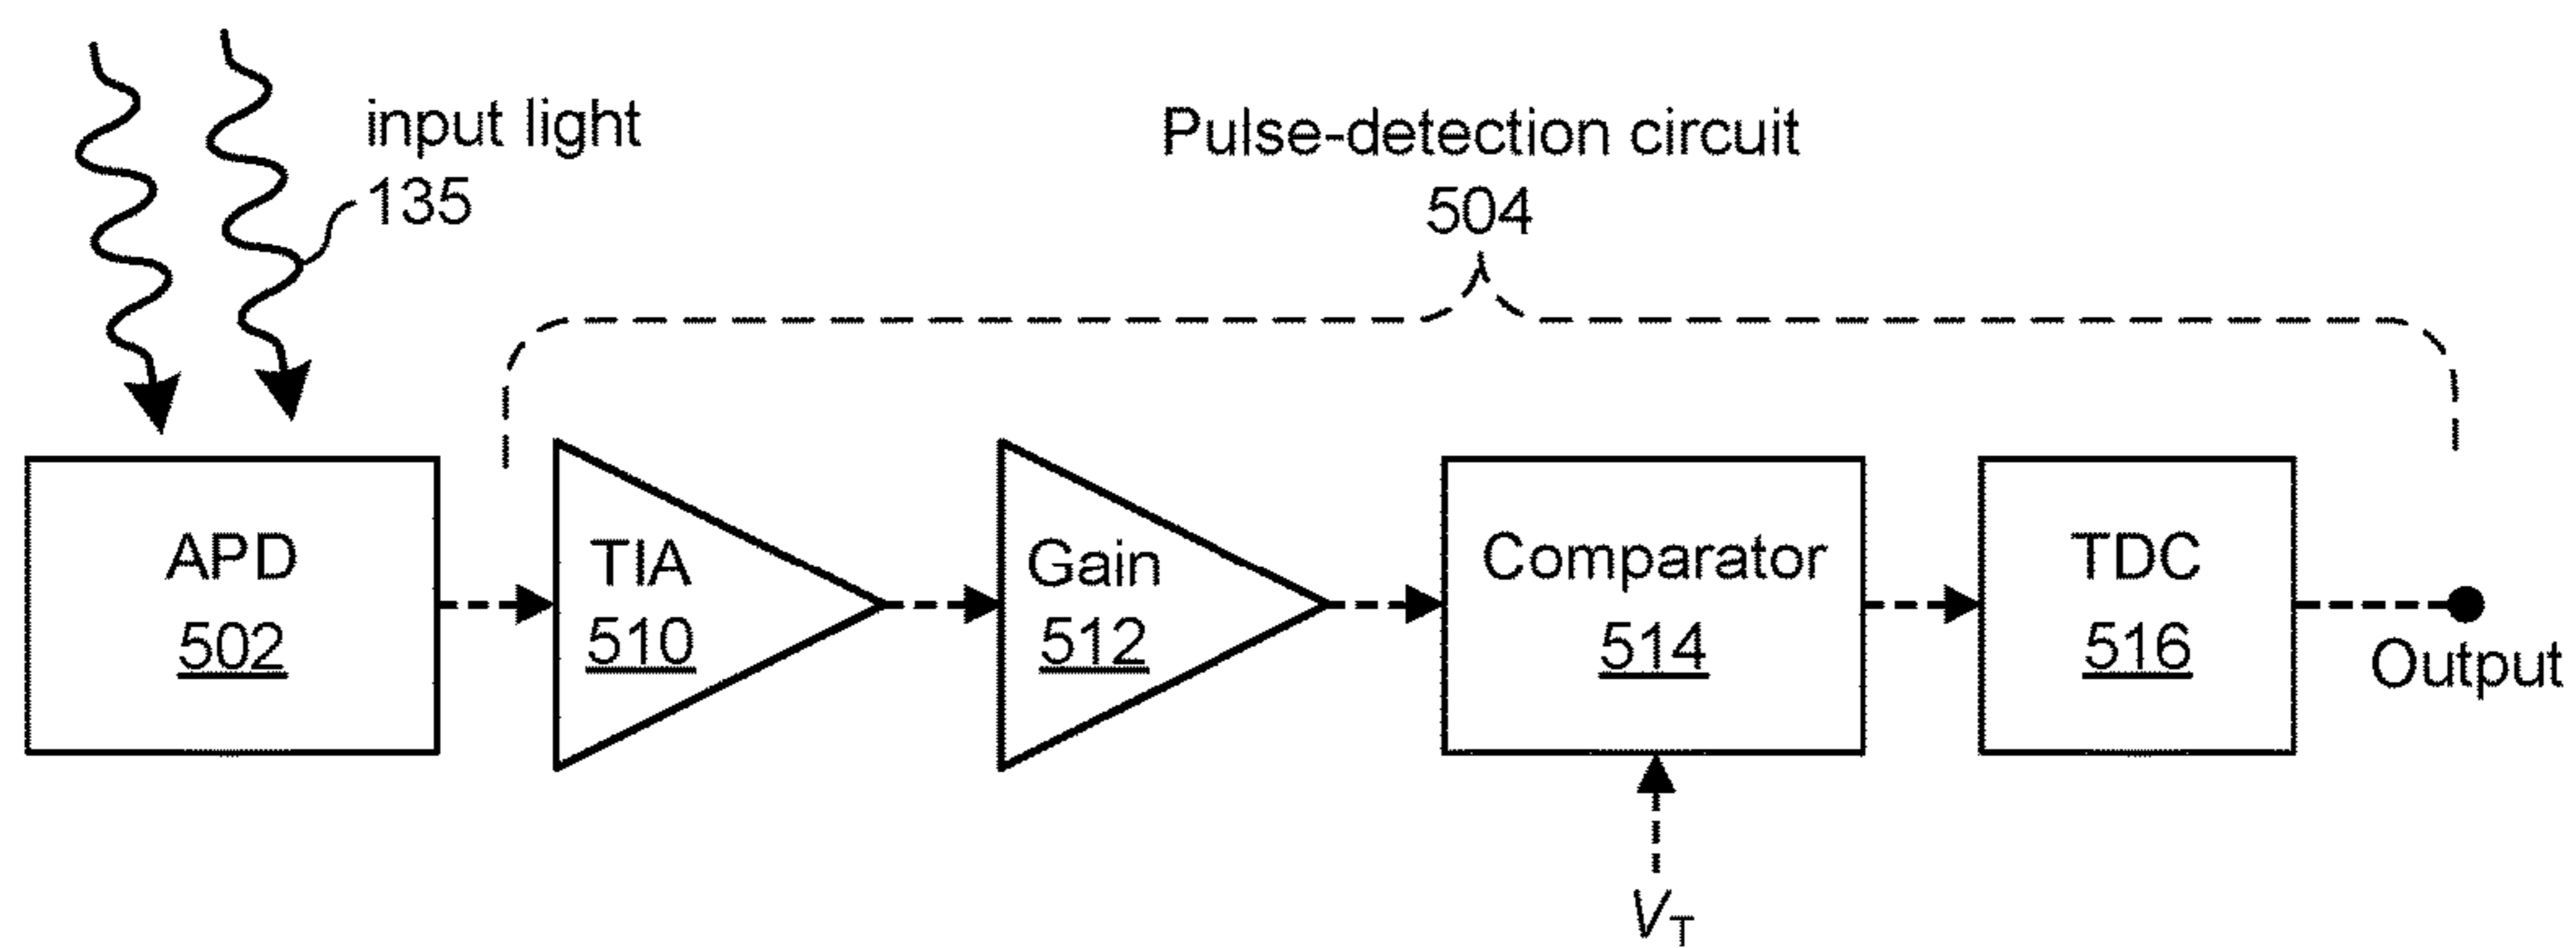 input light
135
Pulse-detection circuit
504
APD
502
TIA
510
Gain
512
Comparator
514
TDC
516
Output
VT